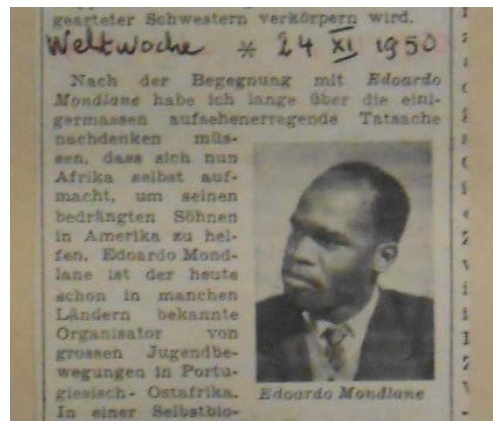 gearteter Schwestern verkörpern wird.
Weltwoche * 24 XI 1950
Nach der Begegnung mit Edoardo
Mondlane habe ich lange über die eini-
germassen aufsehenerregende Tatsache
nachdenken müs-
sen, dass sich nun
Afrika selbst auf-
macht, um seinen
bedrängten Söhnen
in Amerika zu hel-
fen. Edoardo Mond-
lane ist der heute
schon in manchen
Ländern bekannte
Organisator von
grossen Jugendbe-
wegungen in Portu-
giesisch-Ostafrika.
In einer Selbstbio-
Edoardo Mondlane